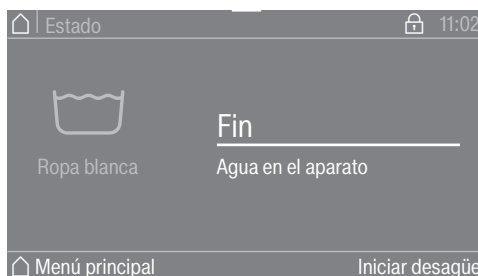 Estado 11:02
Fin
Ropa blanca Agua en el aparato
Menú principal Iniciar desagüe